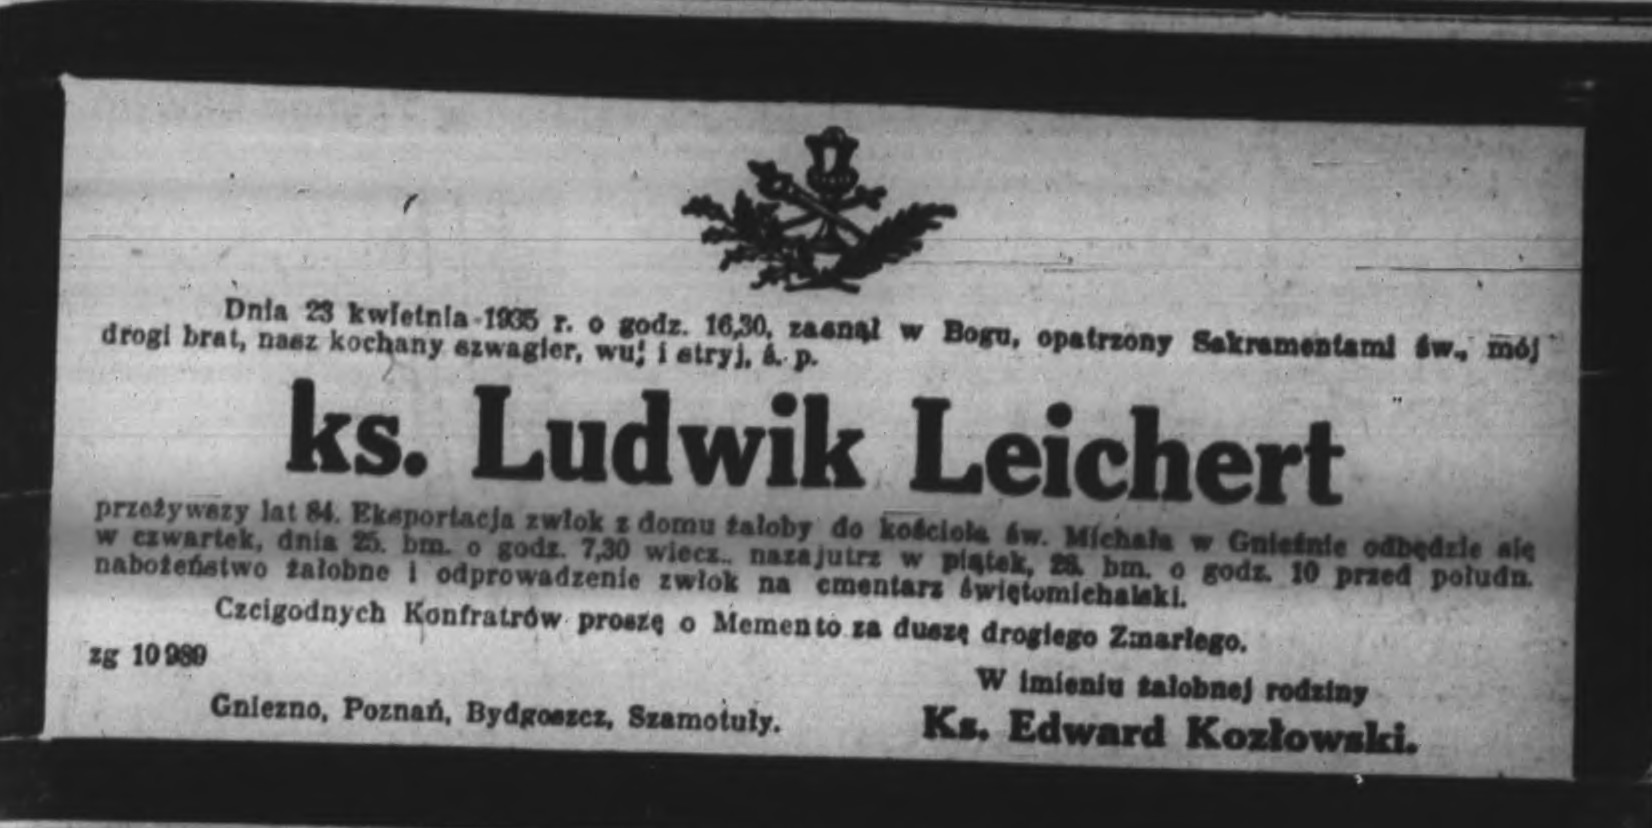 Dnia 23 kwietnia 1935 r. o godz. 16,30, zasnął w Bogu, opatrzony Sakramentami św., mój
drogi brat, nasz kochany szwagier, wuj i stryj, ś. p.
ks. Ludwik Leichert
przeżywszy lat 84. Eksportacja zwłok z domu żałoby do kościoła św. Michała w Gnieźnie odbędzie się
w czwartek, dnia 25. bm. o godz. 7,30 wiecz., nazajutrz w piątek, 26. bm. o godz. 10 przed połudn.
nabożeństwo żałobne i odprowadzenie zwłok na cmentarz świętomichalski.
Czcigodnych Konfratrów proszę o Memento za duszę drogiego Zmarłego.
zg 10989
W imieniu żałobnej rodziny
Gniezno, Poznań, Bydgoszcz, Szamotuły.
Ks. Edward Kozłowski.